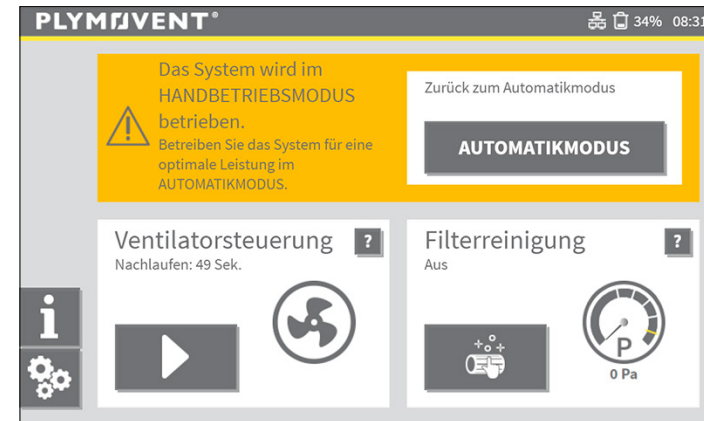 PLYMOVENT®
34% 08:31
Das System wird im
HANDBETRIEBSMODUS
betrieben.
Betreiben Sie das System für eine
optimale Leistung im
AUTOMATIKMODUS.
Zurück zum Automatikmodus
AUTOMATIKMODUS
Ventilatorsteuerung ?
Nachlaufen: 49 Sek.
Filterreinigung ?
Aus
i
P
0 Pa